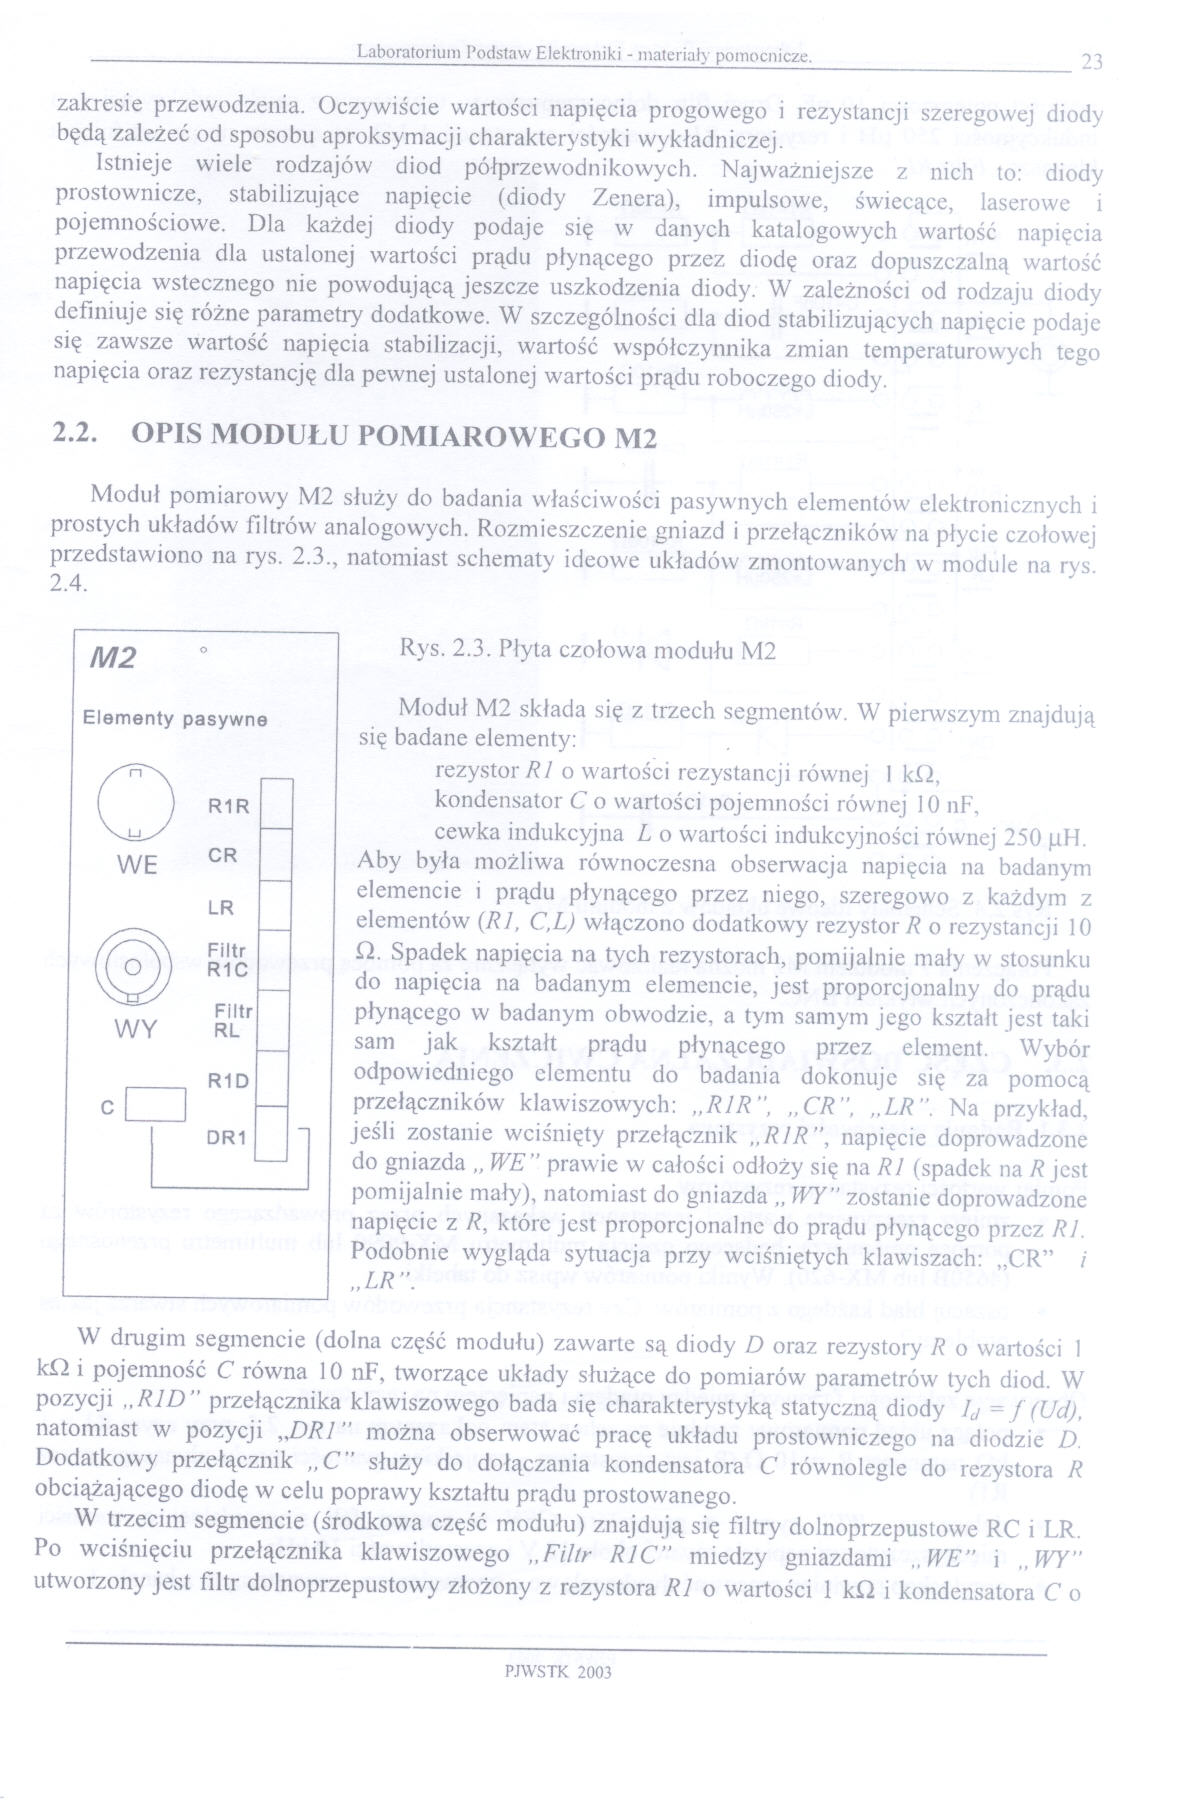 Laboratorium Podstaw Elektroniki - materiały pomocnicze.
23
zakresie przewodzenia. Oczywiście wartości napięcia progowego i rezystancji szeregowej diody
będą zależeć od sposobu aproksymacji charakterystyki wykładniczej.
Istnieje wiele rodzajów diod półprzewodnikowych. Najważniejsze z nich to: diody
prostownicze, stabilizujące napięcie (diody Zenera), impulsowe, świecące, laserowe i
pojemnościowe. Dla każdej diody podaje się w danych katalogowych wartość napięcia
przewodzenia dla ustalonej wartości prądu płynącego przez diodę oraz dopuszczalną wartość
napięcia wstecznego nie powodującą jeszcze uszkodzenia diody. W zależności od rodzaju diody
definiuje się różne parametry dodatkowe. W szczególności dla diod stabilizujących napięcie podaje
się zawsze wartość napięcia stabilizacji, wartość współczynnika zmian temperaturowych tego
napięcia oraz rezystancję dla pewnej ustalonej wartości prądu roboczego diody.
2.2. OPIS MODUŁU POMIAROWEGO M2
Moduł pomiarowy M2 służy do badania właściwości pasywnych elementów elektronicznych i
prostych układów filtrów analogowych. Rozmieszczenie gniazd i przełączników na płycie czołowej
przedstawiono na rys. 2.3., natomiast schematy ideowe układów zmontowanych w module na rys.
2.4.
M2
Elementy pasywne
R1R
WE
CR
LR
Filtr
R1C
WY
Filtr
RL
R1D
C
DR1
Rys. 2.3. Płyta czołowa modułu M2
Moduł M2 składa się z trzech segmentów. W pierwszym znajdują
się badane elementy:
rezystor R1 o wartości rezystancji równej 1 kΩ,
kondensator C o wartości pojemności równej 10 nF,
cewka indukcyjna L o wartości indukcyjności równej 250 μH.
Aby była możliwa równoczesna obserwacja napięcia na badanym
elemencie i prądu płynącego przez niego, szeregowo z każdym z
elementów (R1, C,L) włączono dodatkowy rezystor R o rezystancji 10
Ω. Spadek napięcia na tych rezystorach, pomijalnie mały w stosunku
do napięcia na badanym elemencie, jest proporcjonalny do prądu
płynącego w badanym obwodzie, a tym samym jego kształt jest taki
sam jak kształt prądu płynącego przez element. Wybór
odpowiedniego elementu do badania dokonuje się za pomocą
przełączników klawiszowych: „R1R”, „CR”, „LR”. Na przykład,
jeśli zostanie wciśnięty przełącznik „R1R”, napięcie doprowadzone
do gniazda „WE” prawie w całości odłoży się na R1 (spadek na R jest
pomijalnie mały), natomiast do gniazda „WY” zostanie doprowadzone
napięcie z R, które jest proporcjonalne do prądu płynącego przez R1.
Podobnie wygląda sytuacja przy wciśniętych klawiszach: „CR” i
„LR”.
W drugim segmencie (dolna część modułu) zawarte są diody D oraz rezystory R o wartości 1
kΩ i pojemność C równa 10 nF, tworzące układy służące do pomiarów parametrów tych diod. W
pozycji „R1D” przełącznika klawiszowego bada się charakterystyką statyczną diody Id = f (Ud),
natomiast w pozycji „DR1” można obserwować pracę układu prostowniczego na diodzie D.
Dodatkowy przełącznik „C” służy do dołączania kondensatora C równolegle do rezystora R
obciążającego diodę w celu poprawy kształtu prądu prostowanego.
W trzecim segmencie (środkowa część modułu) znajdują się filtry dolnoprzepustowe RC i LR.
Po wciśnięciu przełącznika klawiszowego „Filtr R1C” miedzy gniazdami „WE” i „WY”
utworzony jest filtr dolnoprzepustowy złożony z rezystora R1 o wartości 1 kΩ i kondensatora C o
PJWSTK 2003